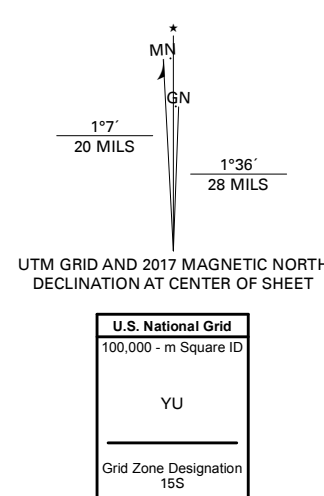 ★
MN
GN
1°7´
20 MILS
1°36´
28 MILS
UTM GRID AND 2017 MAGNETIC NORTH
DECLINATION AT CENTER OF SHEET
U.S. National Grid
100,000 - m Square ID
YU
Grid Zone Designation
15S